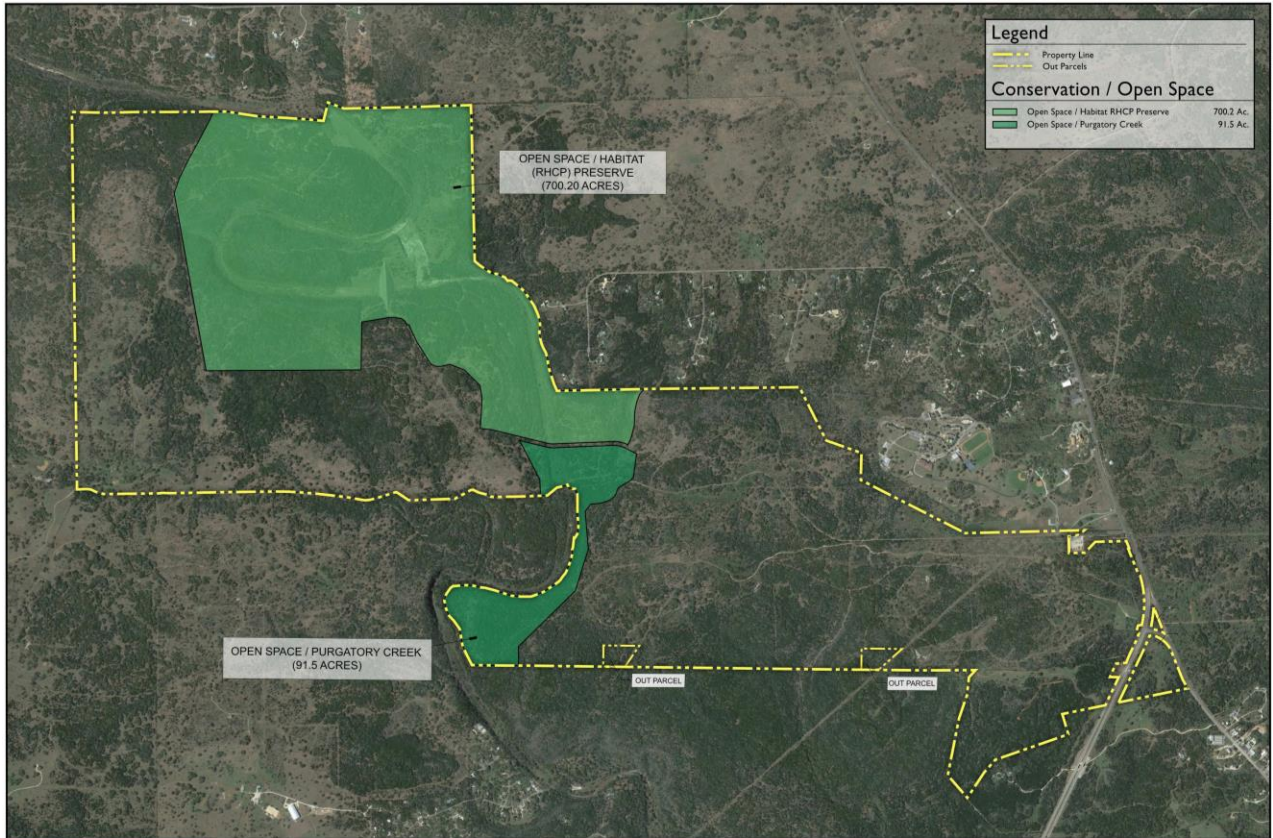 Legend
Property Line
Out Parcels
Conservation / Open Space
Open Space / Habitat RHCP Preserve 700.2 Ac.
Open Space / Purgatory Creek 91.5 Ac.
OPEN SPACE / HABITAT
(RHCP) PRESERVE
(700.20 ACRES)
OPEN SPACE / PURGATORY CREEK
(91.5 ACRES)
OUT PARCEL
OUT PARCEL